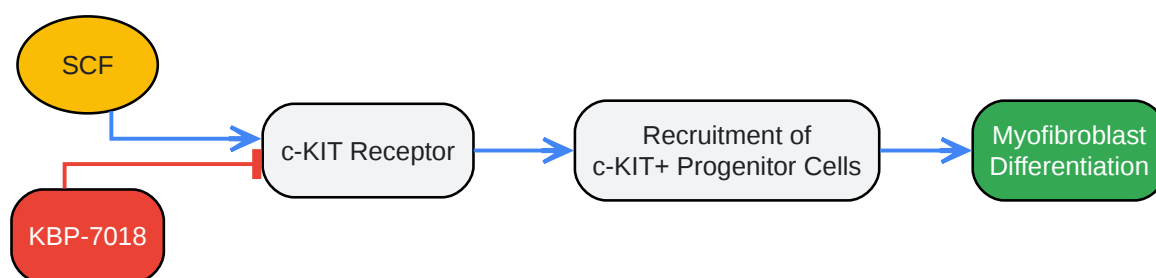 SCF
c-KIT Receptor
Recruitment of
c-KIT+ Progenitor Cells
Myofibroblast
Differentiation
KBP-7018